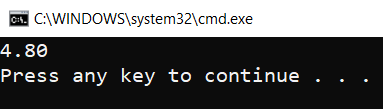 C:\WINDOWS\system32\cmd.exe
4.80
Press any key to continue . . .